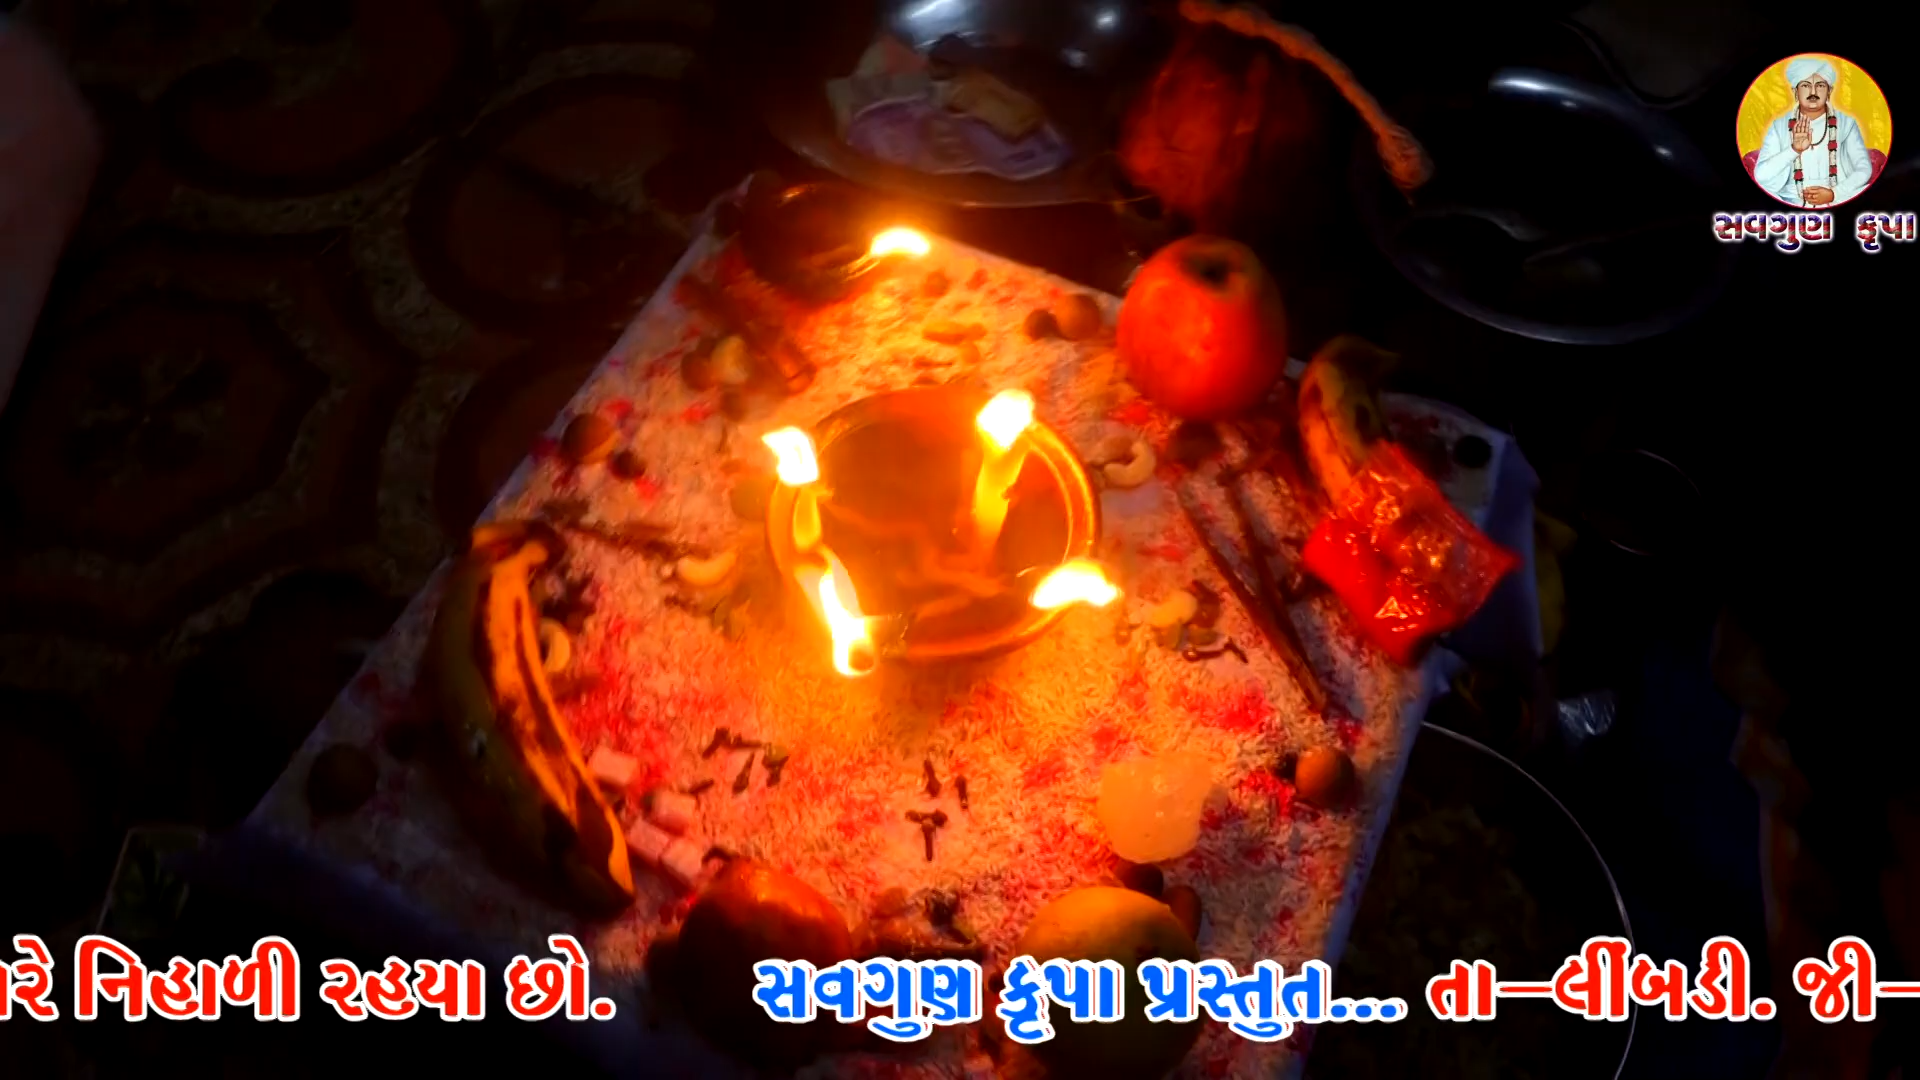 સવગુણ કૃપા
રે નિહાળી રહયા છો. સવગુણ કૃપા પ્રસ્તુત... તા–લીંબડી. જી–